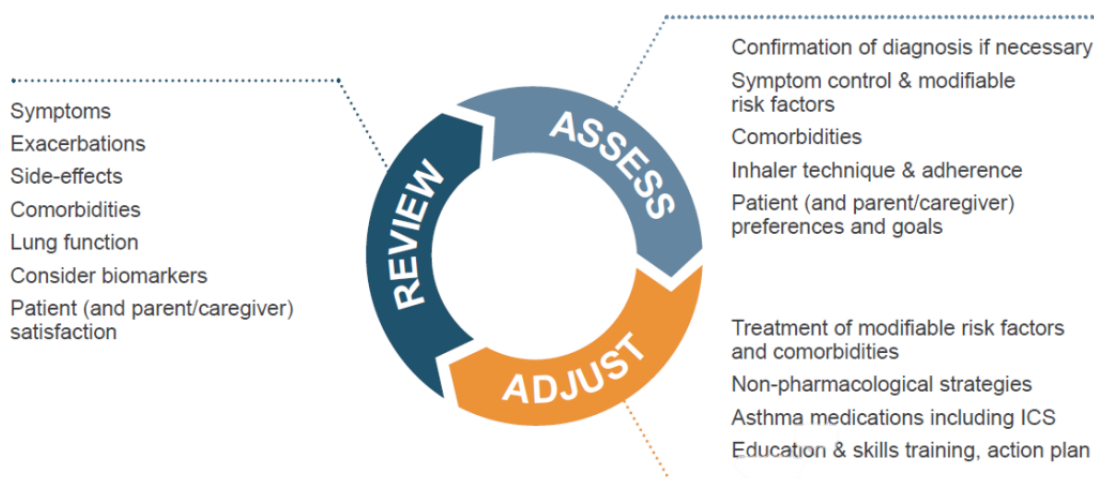 Confirmation of diagnosis if necessary
Symptom control & modifiable
risk factors
Comorbidities
Inhaler technique & adherence
Patient (and parent/caregiver)
preferences and goals
Symptoms
Exacerbations
Side-effects
Comorbidities
Lung function
Consider biomarkers
Patient (and parent/caregiver)
satisfaction
REVIEW
ASSESS
ADJUST
Treatment of modifiable risk factors
and comorbidities
Non-pharmacological strategies
Asthma medications including ICS
Education & skills training, action plan